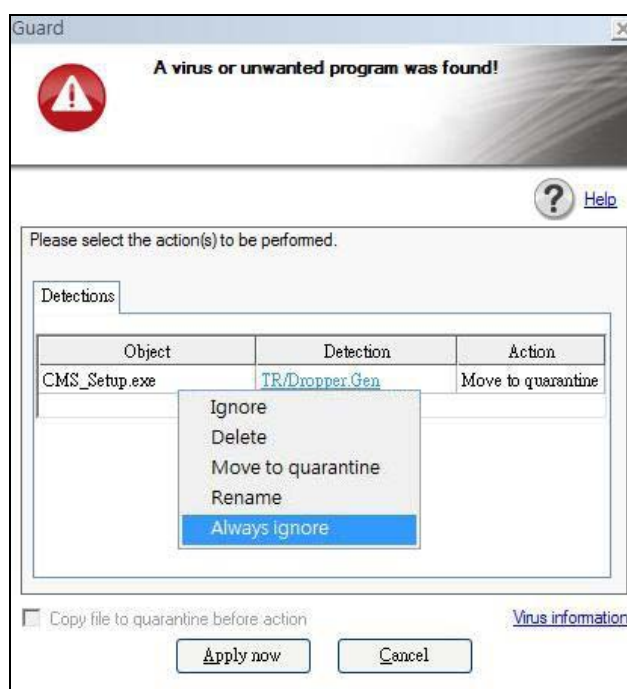 Guard
A virus or unwanted program was found!
Help
Please select the action(s) to be performed.
Detections
Object Detection Action
CMS_Setup.exe TR/Dropper.Gen Move to quarantine
Ignore
Delete
Move to quarantine
Rename
Always ignore
Copy file to quarantine before action Virus information
Apply now Cancel